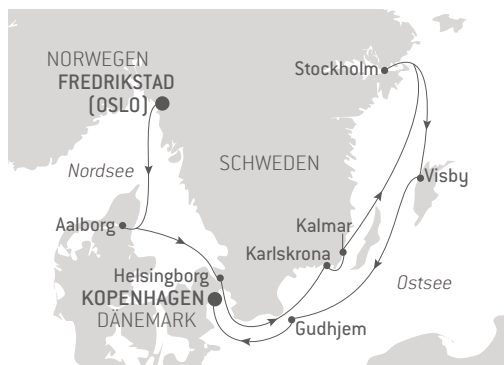 NORWEGEN
FREDRIKSTAD
(OSLO)
Stockholm
Nordsee
SCHWEDEN
Visby
Aalborg
Kalmar
Karlskrona
Helsingborg
Ostsee
KOPENHAGEN
DÄNEMARK
Gudhjem